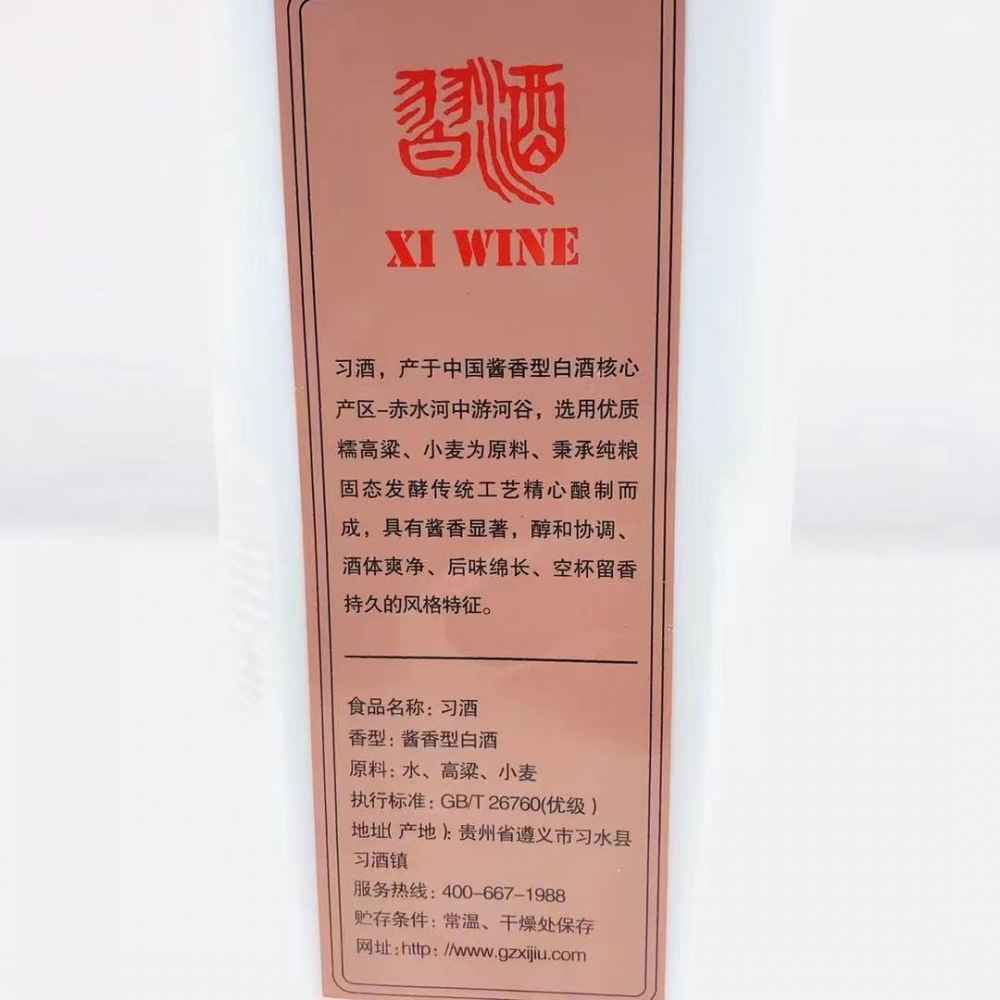 習酒
XI WINE
习酒，产于中国酱香型白酒核心
产区-赤水河中游河谷，选用优质
糯高粱、小麦为原料、秉承纯粮
固态发酵传统工艺精心酿制而
成，具有酱香显著，醇和协调、
酒体爽净、后味绵长、空杯留香
持久的风格特征。
食品名称：习酒
香型：酱香型白酒
原料：水、高粱、小麦
执行标准：GB/T 26760(优级）
地址(产地)：贵州省遵义市习水县
习酒镇
服务热线：400-667-1988
贮存条件：常温、干燥处保存
网址:http：//www.gzxijiu.com